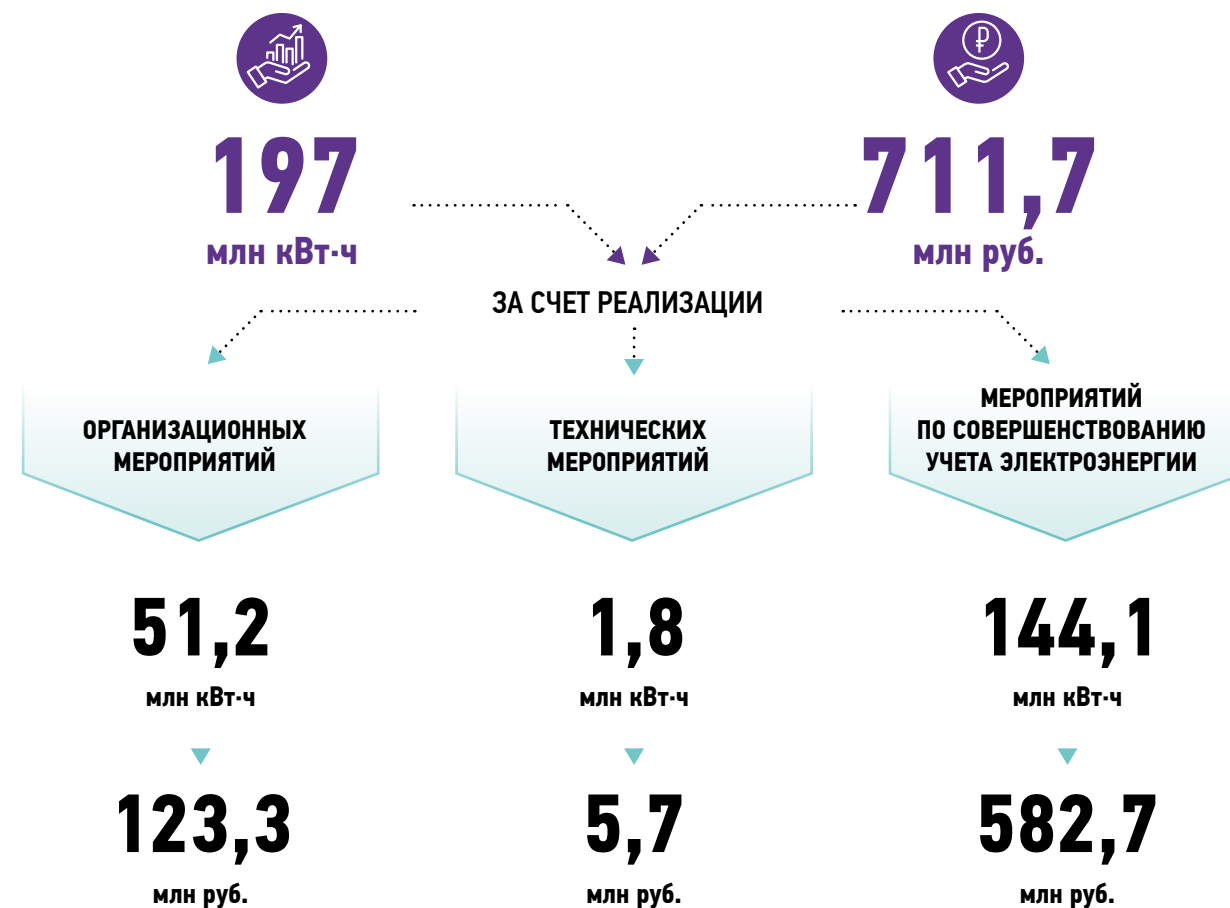 197
млн кВт·ч
711,7
млн руб.
ЗА СЧЕТ РЕАЛИЗАЦИИ
ОРГАНИЗАЦИОННЫХ
МЕРОПРИЯТИЙ
ТЕХНИЧЕСКИХ
МЕРОПРИЯТИЙ
МЕРОПРИЯТИЙ
ПО СОВЕРШЕНСТВОВАНИЮ
УЧЕТА ЭЛЕКТРОЭНЕРГИИ
51,2
млн кВт·ч
123,3
млн руб.
1,8
млн кВт·ч
5,7
млн руб.
144,1
млн кВт·ч
582,7
млн руб.